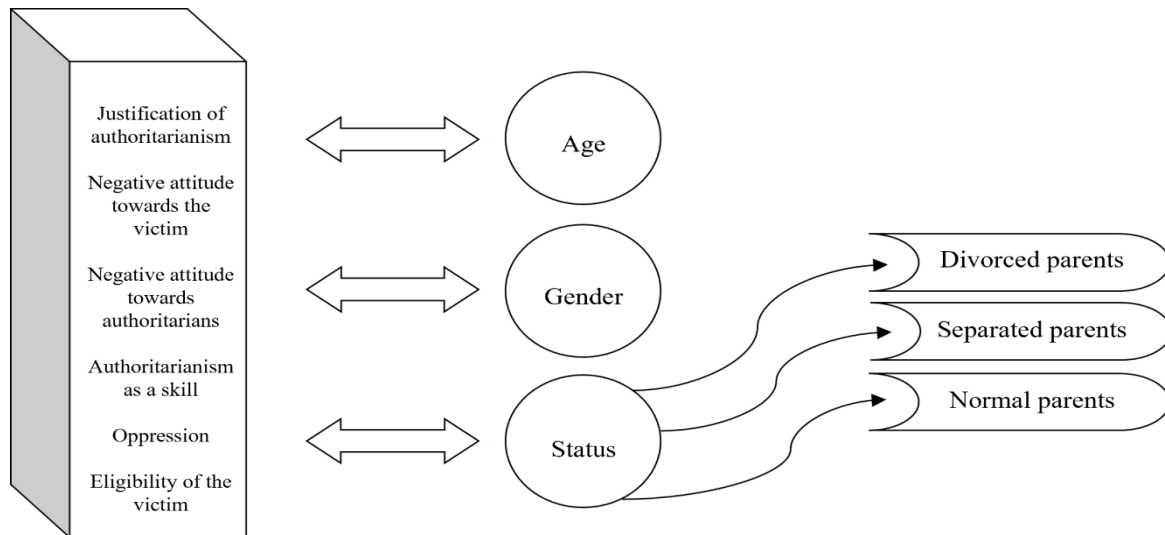 Justification of
authoritarianism
Negative attitude
towards the
victim
Negative attitude
towards
authoritarians
Authoritarianism
as a skill
Oppression
Eligibility of the
victim
Age
Gender
Status
Divorced parents
Separated parents
Normal parents